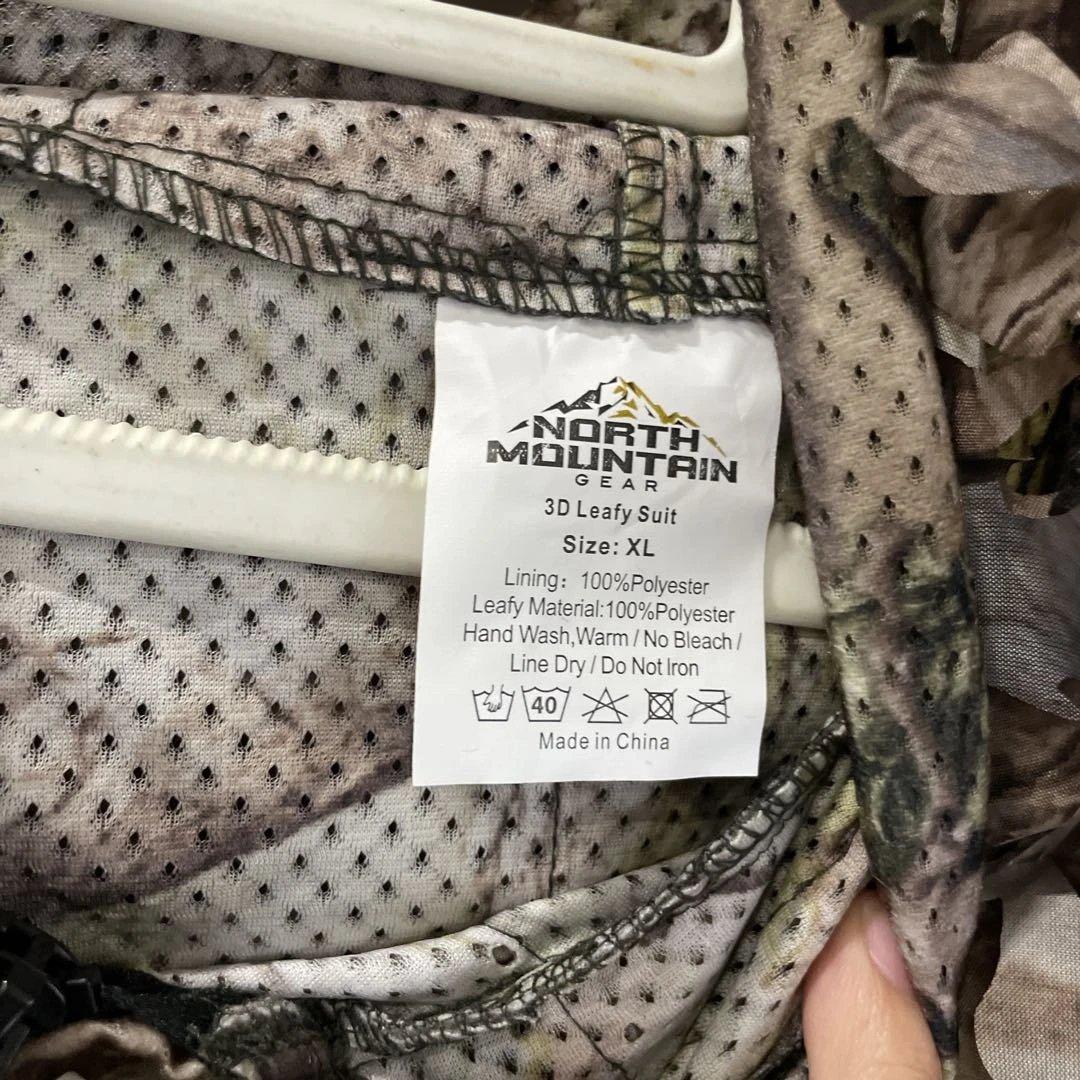 NORTH
MOUNTAIN
GEAR
3D Leafy Suit
Size: XL
Lining: 100%Polyester
Leafy Material:100%Polyester
Hand Wash,Warm / No Bleach /
Line Dry / Do Not Iron
40
Made in China